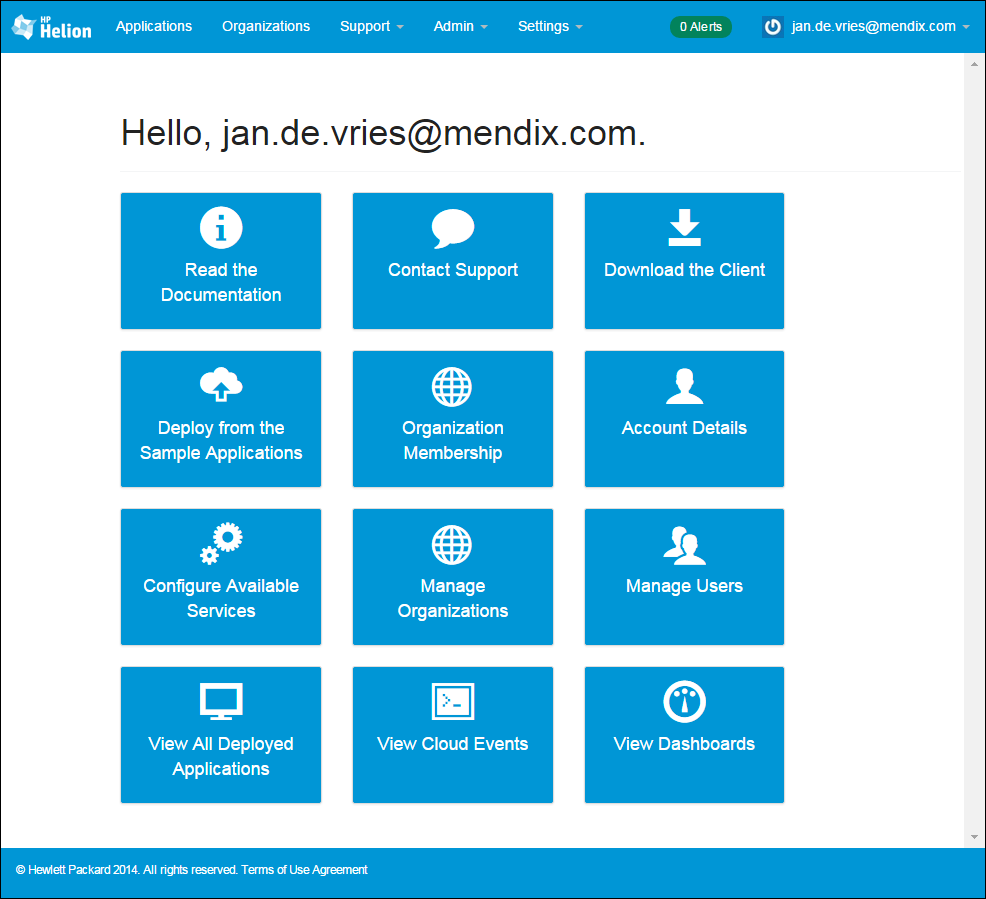 HP
Helion
Applications
Organizations
Support
Admin
Settings
0 Alerts
jan.de.vries@mendix.com
Hello, jan.de.vries@mendix.com.
Read the
Documentation
Contact Support
Download the Client
Deploy from the
Sample Applications
Organization
Membership
Account Details
Configure Available
Services
Manage
Organizations
Manage Users
View All Deployed
Applications
View Cloud Events
View Dashboards
© Hewlett Packard 2014. All rights reserved. Terms of Use Agreement